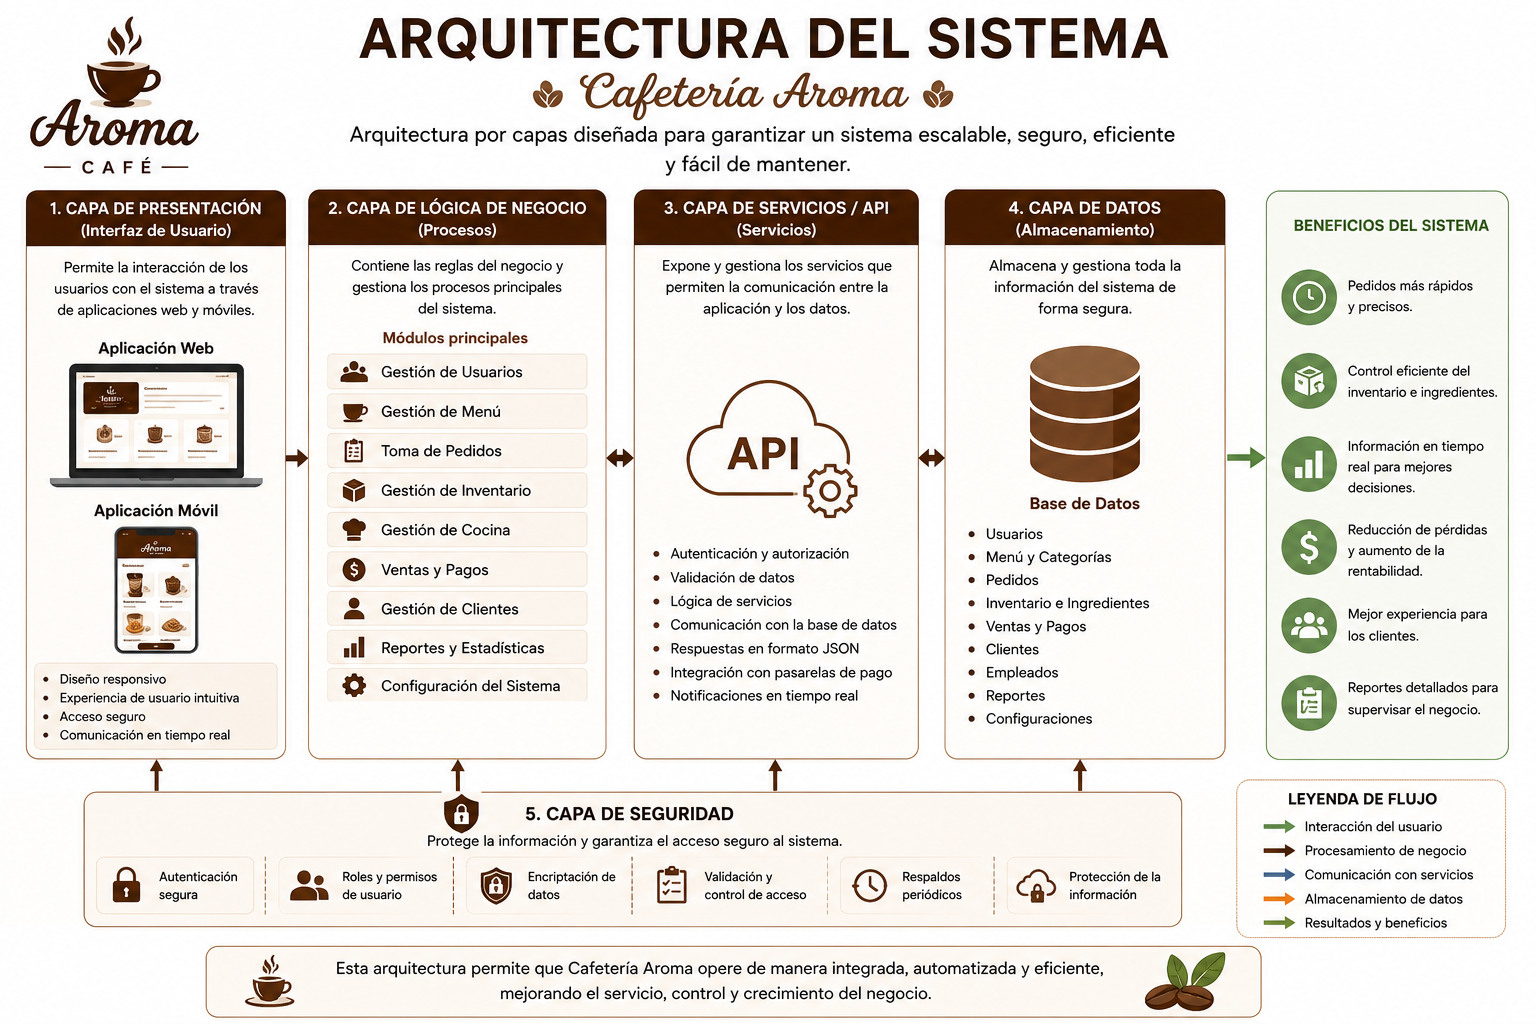 Aroma
CAFÉ
ARQUITECTURA DEL SISTEMA
Cafetería Aroma
Arquitectura por capas diseñada para garantizar un sistema escalable, seguro, eficiente
y fácil de mantener.
1. CAPA DE PRESENTACIÓN
(Interfaz de Usuario)
Permite la interacción de los
usuarios con el sistema a través
de aplicaciones web y móviles.
Aplicación Web
Aplicación Móvil
Aroma
Diseño responsivo
Experiencia de usuario intuitiva
Acceso seguro
Comunicación en tiempo real
2. CAPA DE LÓGICA DE NEGOCIO
(Procesos)
Contiene las reglas del negocio y
gestiona los procesos principales
del sistema.
Módulos principales
Gestión de Usuarios
Gestión de Menú
Toma de Pedidos
Gestión de Inventario
Gestión de Cocina
Ventas y Pagos
Gestión de Clientes
Reportes y Estadísticas
Configuración del Sistema
3. CAPA DE SERVICIOS / API
(Servicios)
Expone y gestiona los servicios que
permiten la comunicación entre la
aplicación y los datos.
API
Autenticación y autorización
Validación de datos
Lógica de servicios
Comunicación con la base de datos
Respuestas en formato JSON
Integración con pasarelas de pago
Notificaciones en tiempo real
4. CAPA DE DATOS
(Almacenamiento)
Almacena y gestiona toda la
información del sistema de
forma segura.
Base de Datos
Usuarios
Menú y Categorías
Pedidos
Inventario e Ingredientes
Ventas y Pagos
Clientes
Empleados
Reportes
Configuraciones
BENEFICIOS DEL SISTEMA
Pedidos más rápidos
y precisos.
Control eficiente del
inventario e ingredientes.
Información en tiempo
real para mejores
decisiones.
Reducción de pérdidas
y aumento de la
rentabilidad.
Mejor experiencia para
los clientes.
Reportes detallados para
supervisar el negocio.
5. CAPA DE SEGURIDAD
Protege la información y garantiza el acceso seguro al sistema.
Autenticación
segura
Roles y permisos
de usuario
Encriptación de
datos
Validación y
control de acceso
Respaldos
periódicos
Protección de la
información
LEYENDA DE FLUJO
Interacción del usuario
Procesamiento de negocio
Comunicación con servicios
Almacenamiento de datos
Resultados y beneficios
Esta arquitectura permite que Cafetería Aroma opere de manera integrada, automatizada y eficiente,
mejorando el servicio, control y crecimiento del negocio.